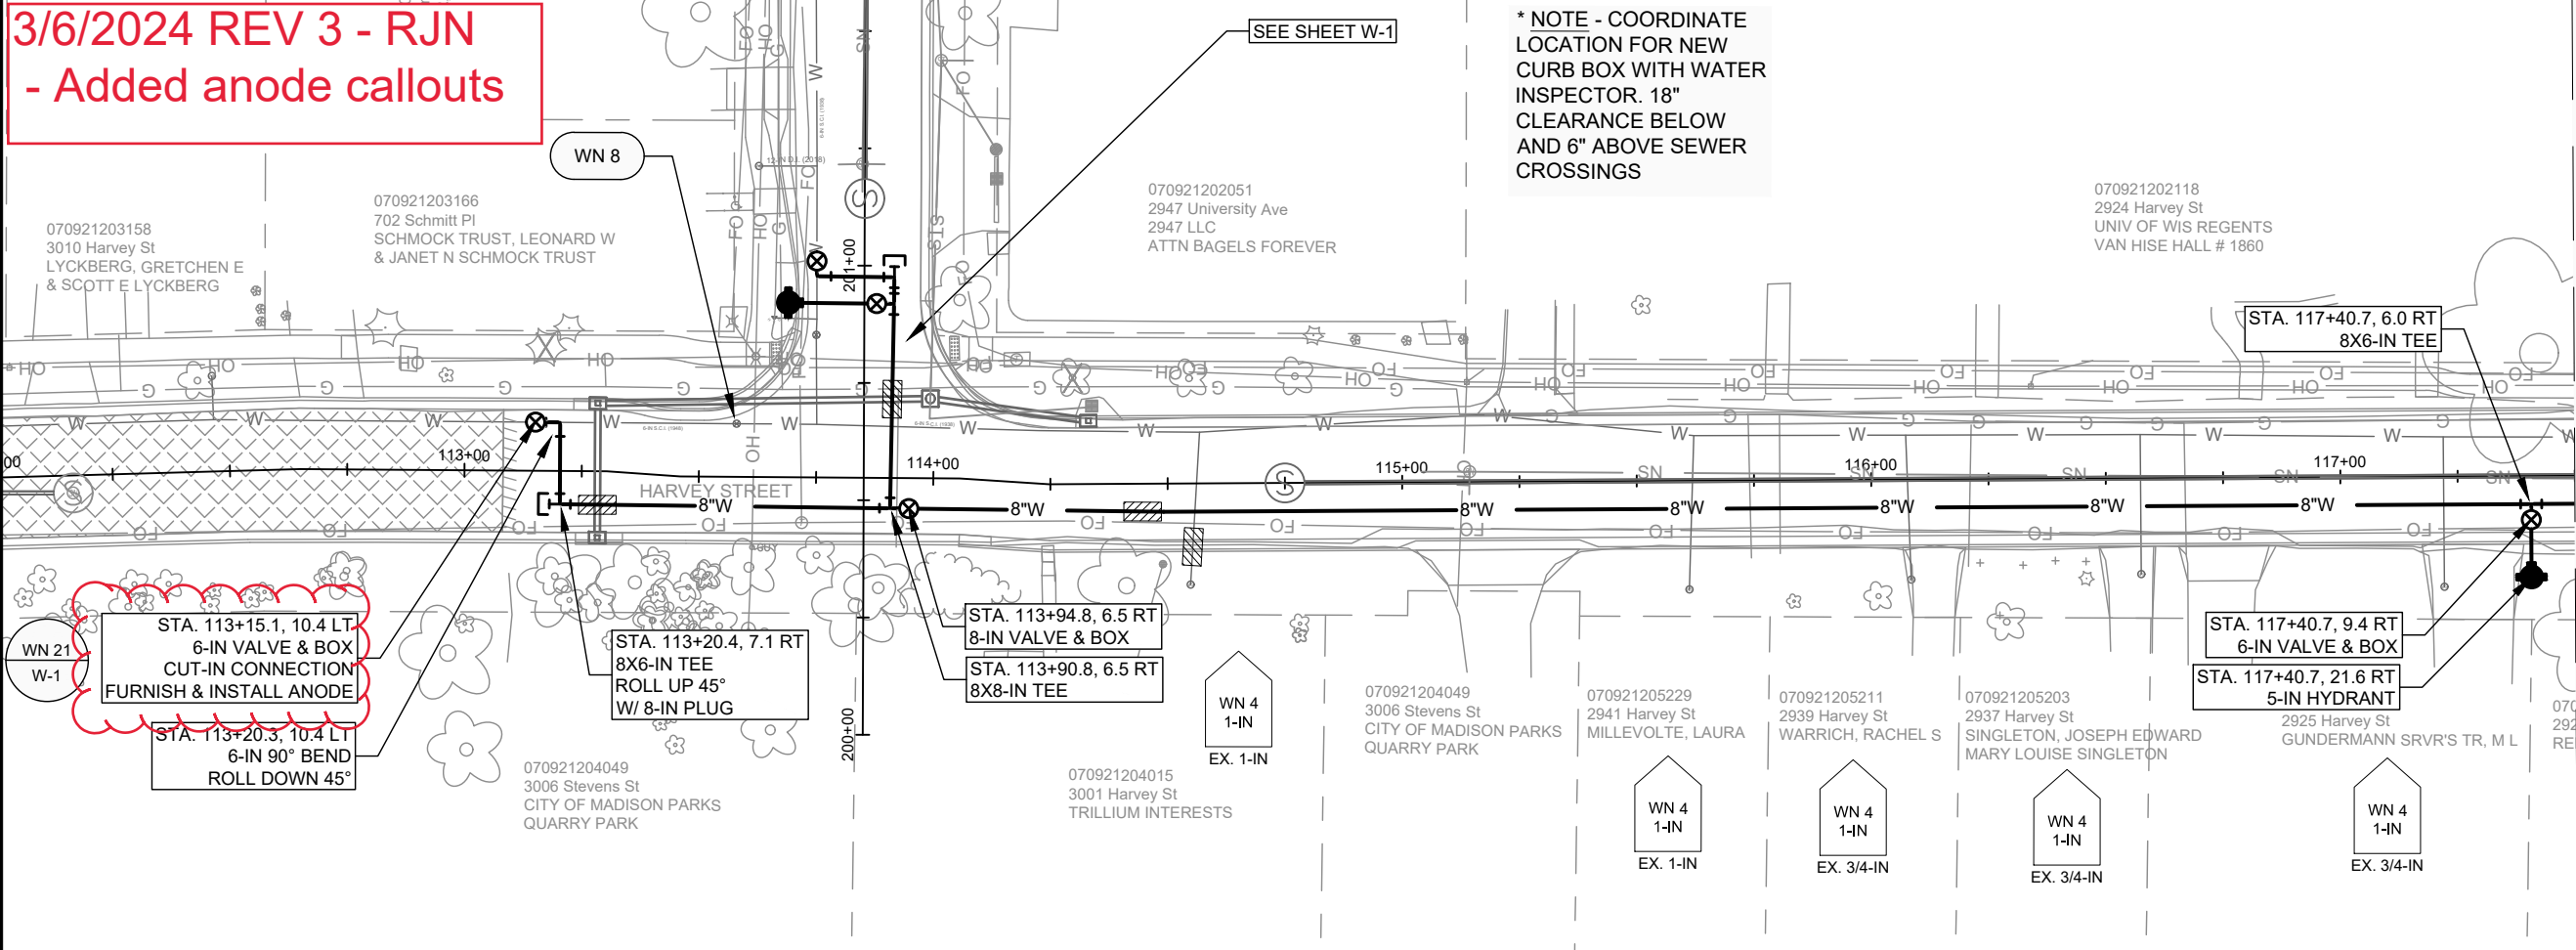 3/6/2024 REV 3 - RJN
- Added anode callouts
SEE SHEET W-1
* NOTE - COORDINATE
LOCATION FOR NEW
CURB BOX WITH WATER
INSPECTOR. 18"
CLEARANCE BELOW
AND 6" ABOVE SEWER
CROSSINGS
WN 8
070921203158
3010 Harvey St
LYCKBERG, GRETCHEN E
& SCOTT E LYCKBERG
070921203166
702 Schmitt Pl
SCHMOCK TRUST, LEONARD W
& JANET N SCHMOCK TRUST
12-IN D.I. (2018)
070921202051
2947 University Ave
2947 LLC
ATTN BAGELS FOREVER
070921202118
2924 Harvey St
UNIV OF WIS REGENTS
VAN HISE HALL # 1860
201+00
STS
STA. 117+40.7, 6.0 RT
8X6-IN TEE
00
113+00
114+00
115+00
116+00
117+00
HARVEY STREET
8"W
8"W
8"W
8"W
8"W
8"W
8"W
GUY
WN 21
W-1
STA. 113+15.1, 10.4 LT
6-IN VALVE & BOX
CUT-IN CONNECTION
FURNISH & INSTALL ANODE
STA. 113+20.3, 10.4 LT
6-IN 90° BEND
ROLL DOWN 45°
STA. 113+20.4, 7.1 RT
8X6-IN TEE
ROLL UP 45°
W/ 8-IN PLUG
200+00
STA. 113+94.8, 6.5 RT
8-IN VALVE & BOX
STA. 113+90.8, 6.5 RT
8X8-IN TEE
STA. 117+40.7, 9.4 RT
6-IN VALVE & BOX
STA. 117+40.7, 21.6 RT
5-IN HYDRANT
070921204049
3006 Stevens St
CITY OF MADISON PARKS
QUARRY PARK
070921204015
3001 Harvey St
TRILLIUM INTERESTS
WN 4
1-IN
EX. 1-IN
070921204049
3006 Stevens St
CITY OF MADISON PARKS
QUARRY PARK
070921205229
2941 Harvey St
MILLEVOLTE, LAURA
WN 4
1-IN
EX. 1-IN
070921205211
2939 Harvey St
WARRICH, RACHEL S
WN 4
1-IN
EX. 3/4-IN
070921205203
2937 Harvey St
SINGLETON, JOSEPH EDWARD
MARY LOUISE SINGLETON
WN 4
1-IN
EX. 3/4-IN
2925 Harvey St
GUNDERMANN SRVR'S TR, M L
WN 4
1-IN
EX. 3/4-IN